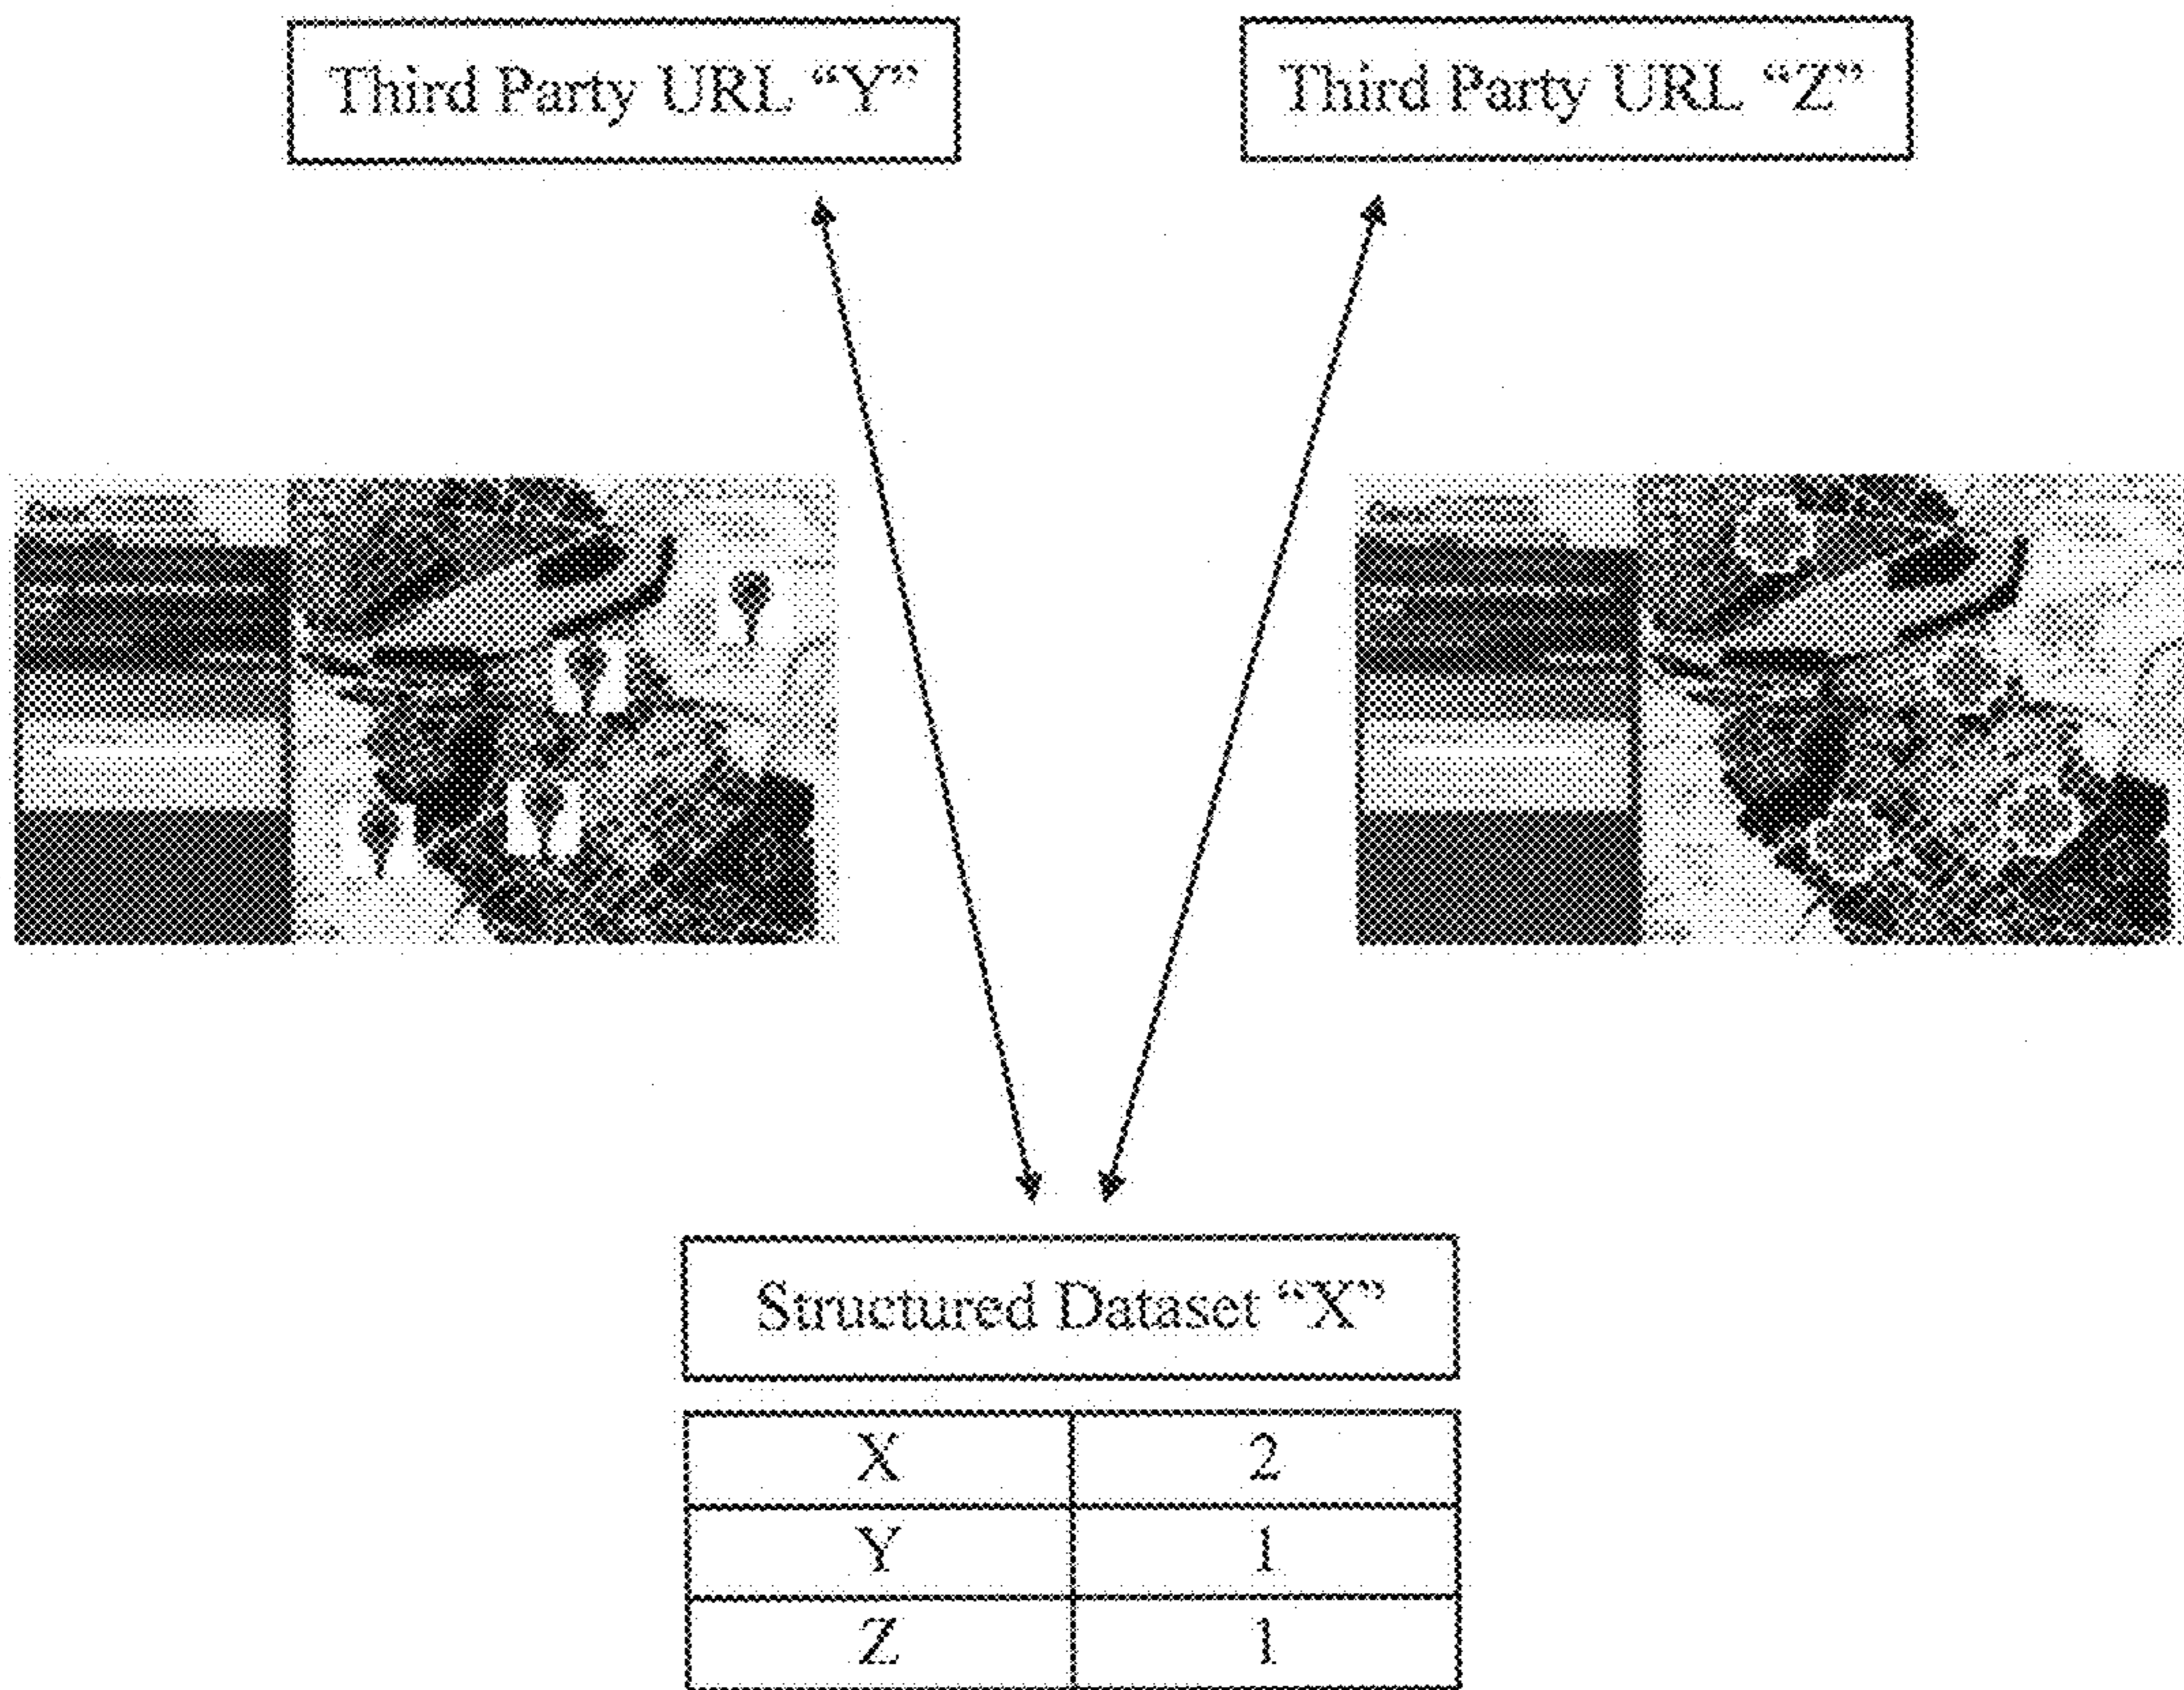 Third Party URL “Y”
Third Party URL “Z”
Structured Dataset “X”
X 2
Y 1
Z 1